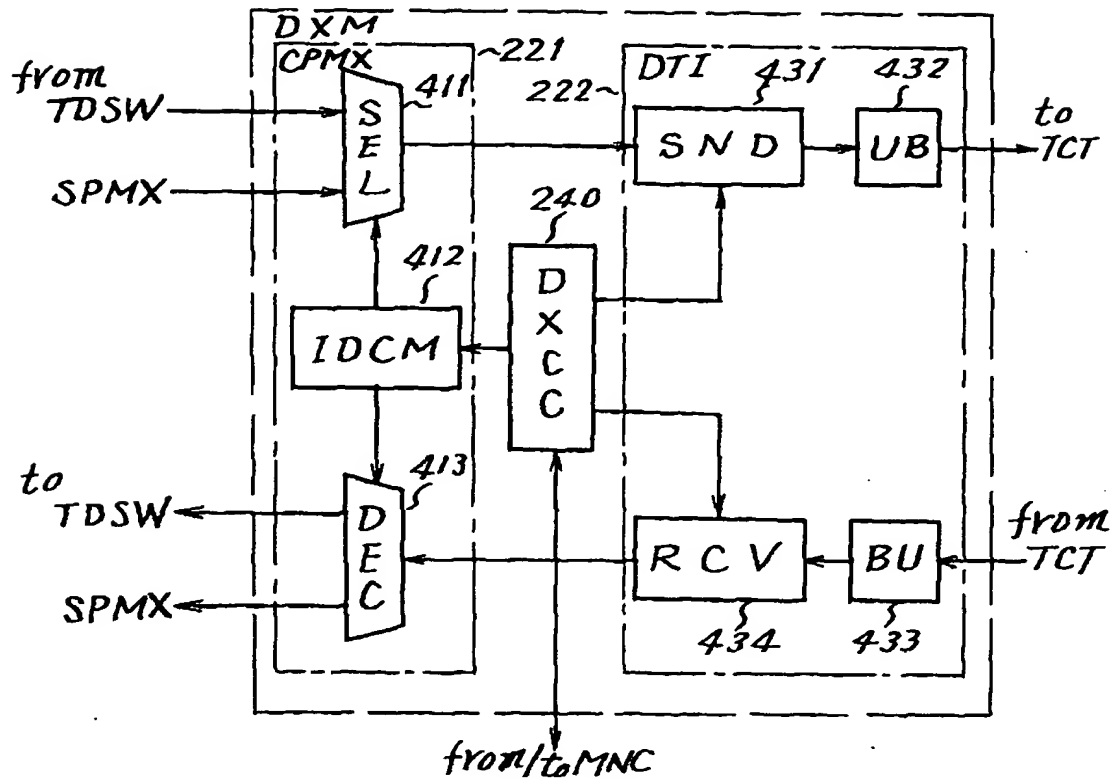 DXM
CPMX
221
from
TDSW
SPMX
SEL
411
222
DTI
431
432
SND
UB
to
TCT
240
DXCC
412
IDCM
413
DEC
to
TDSW
SPMX
RCV
434
BU
433
from
TCT
from/to MNC